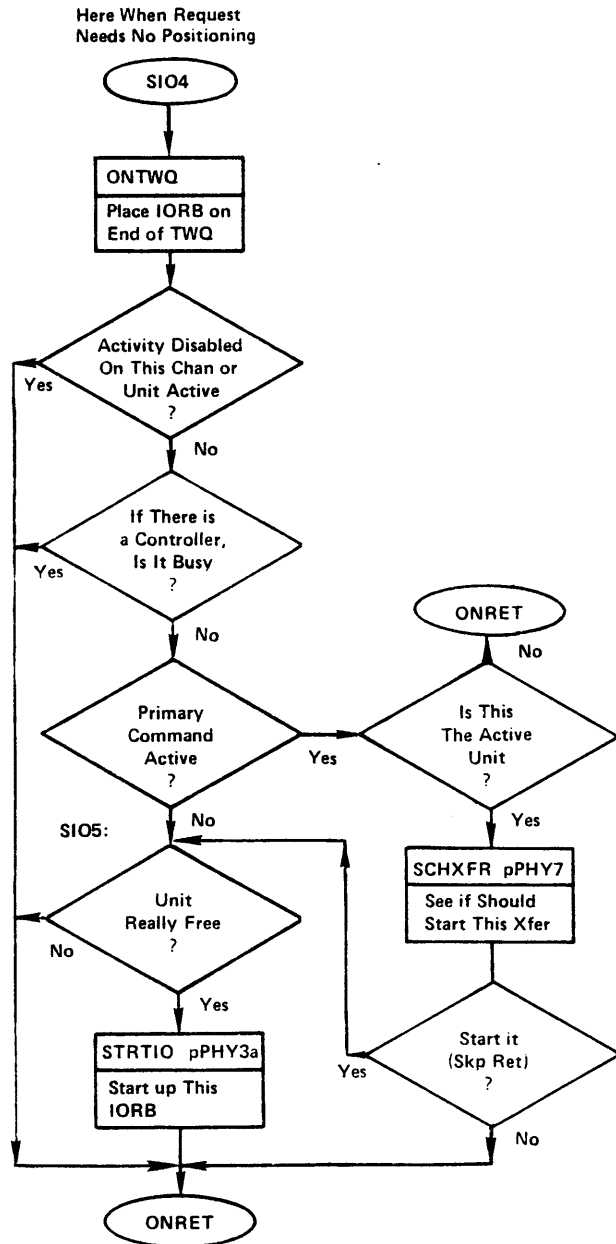 Here When Request
Needs No Positioning
SIO4
ONTWQ
Place IORB on
End of TWQ
Activity Disabled
On This Chan or
Unit Active
?
Yes
No
If There is
a Controller,
Is It Busy
?
Yes
No
ONRET
No
Primary
Command
Active
?
Yes
No
Is This
The Active
Unit
?
Yes
SIO5:
SCHXFR pPHY7
See if Should
Start This Xfer
Unit
Really Free
?
No
Yes
Start it
(Skp Ret)
?
Yes
No
STRTIO pPHY3a
Start up This
IORB
ONRET